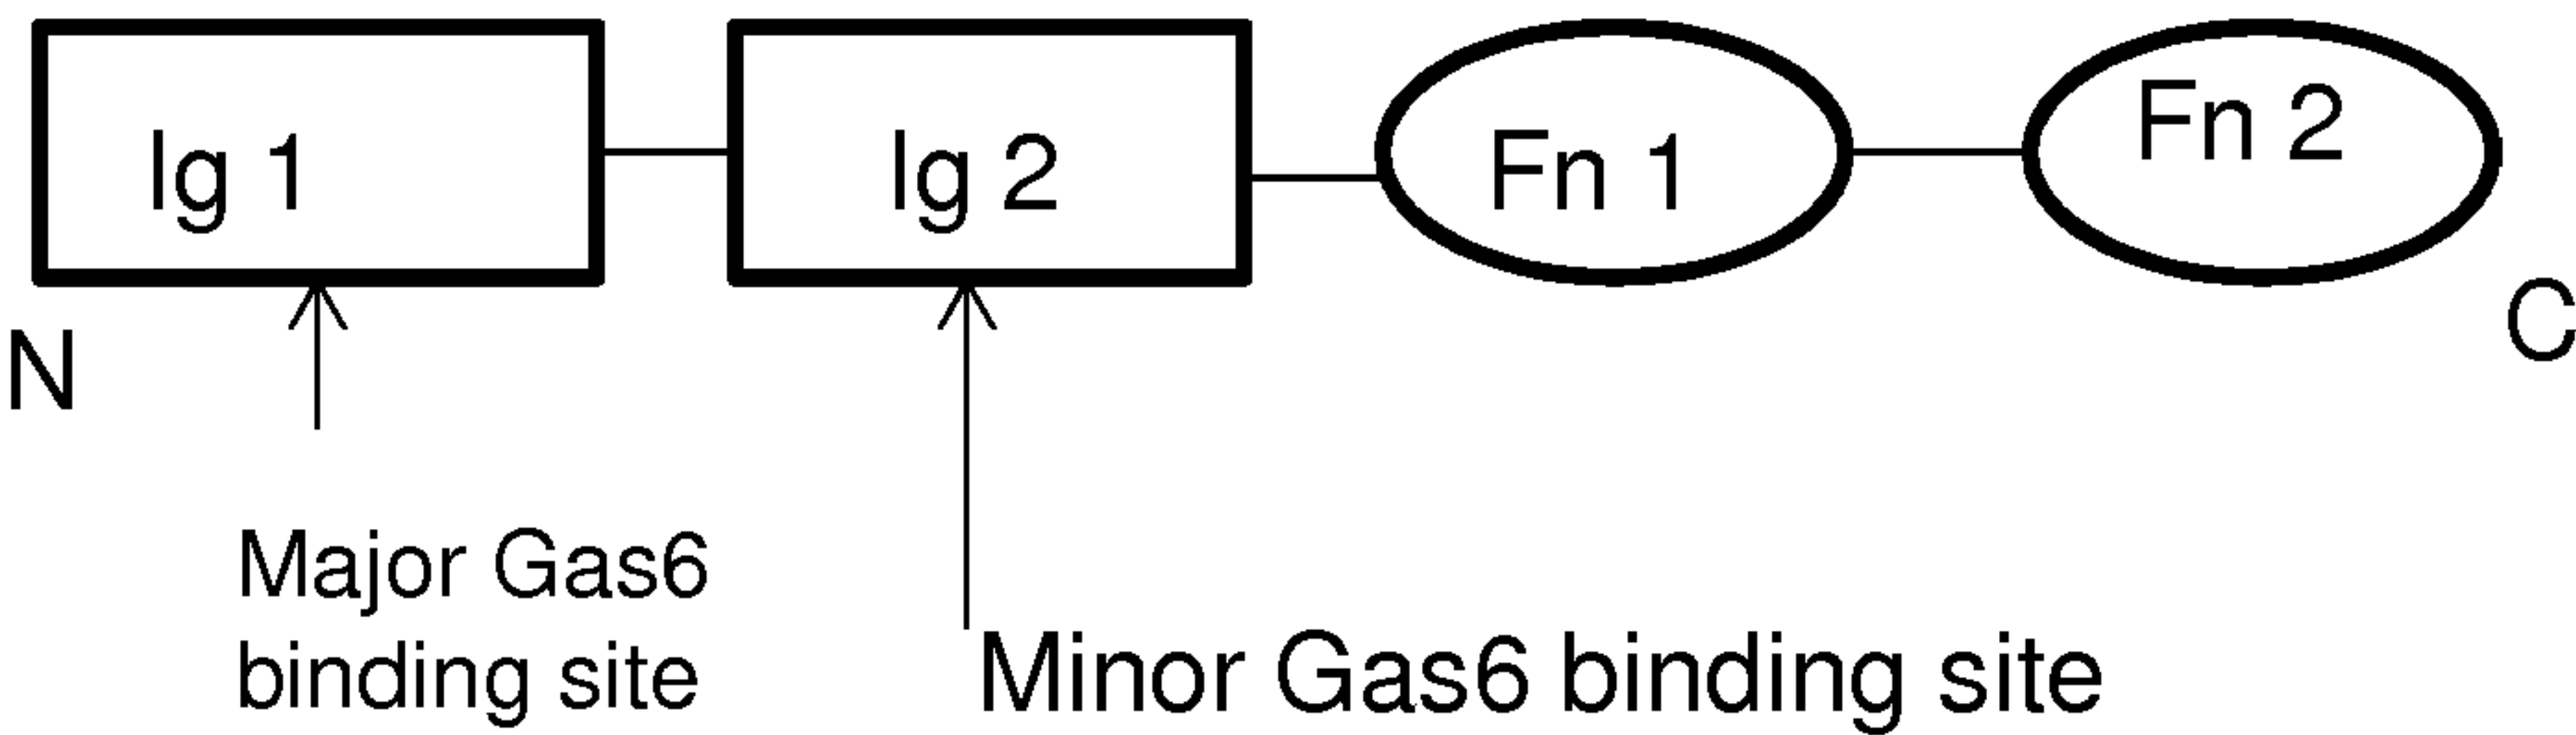 Ig 1
Ig 2
Fn 1
Fn 2
N
C
Major Gas6
binding site
Minor Gas6 binding site